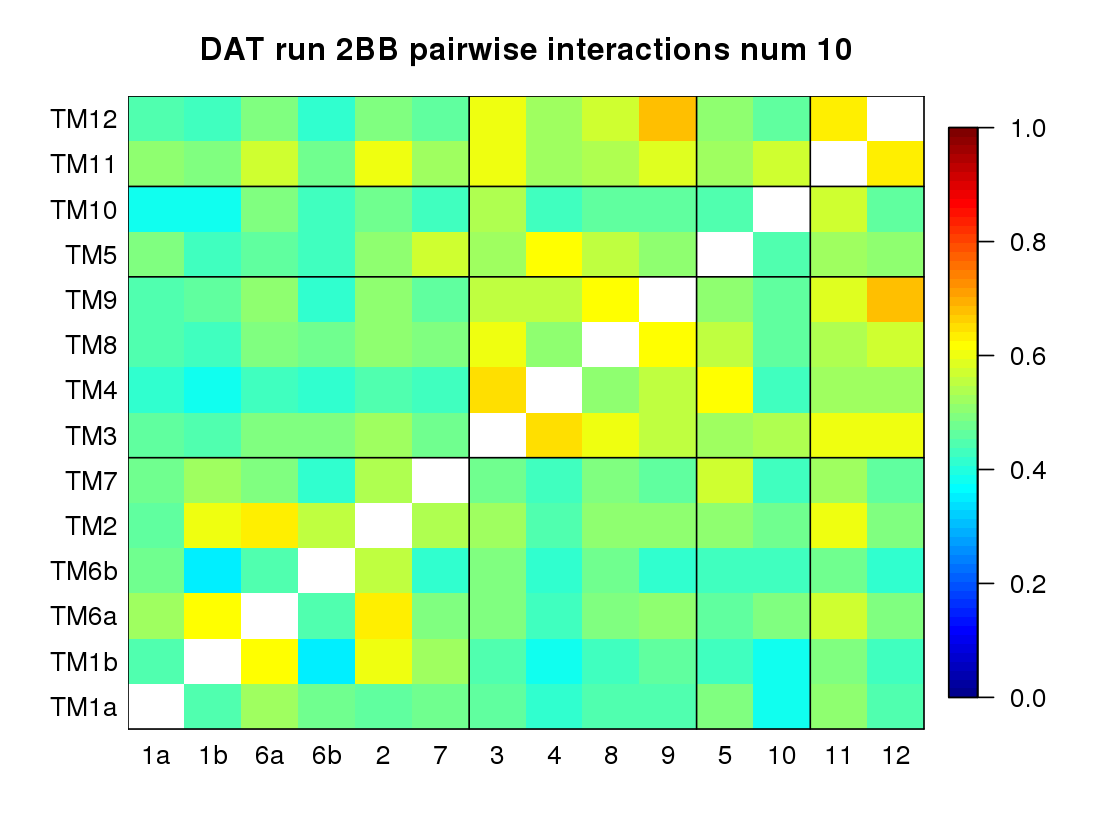 DAT run 2BB pairwise interactions num 10
TM12
TM11
TM10
TM5
TM9
TM8
TM4
TM3
TM7
TM2
TM6b
TM6a
TM1b
TM1a
1a 1b 6a 6b 2 7 3 4 8 9 5 10 11 12
1.0
0.8
0.6
0.4
0.2
0.0